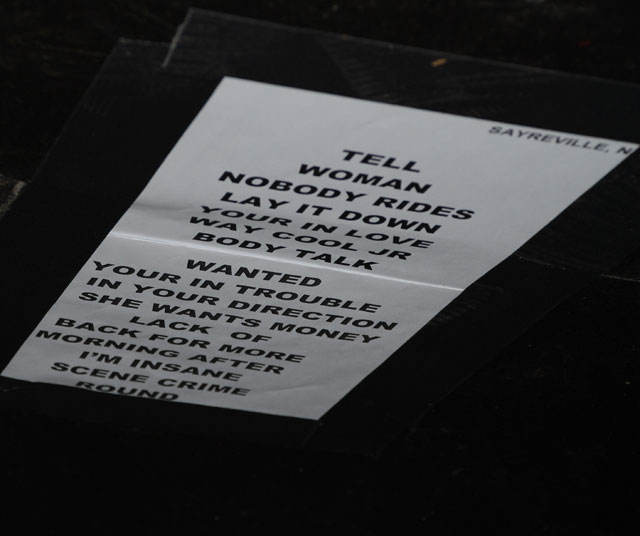 SAYREVILLE, N
TELL
WOMAN
NOBODY RIDES
LAY IT DOWN
YOUR IN LOVE
WAY COOL JR
BODY TALK
WANTED
YOUR IN TROUBLE
IN YOUR DIRECTION
SHE WANTS MONEY
LACK OF
BACK FOR MORE
MORNING AFTER
I'M INSANE
SCENE CRIME
ROUND